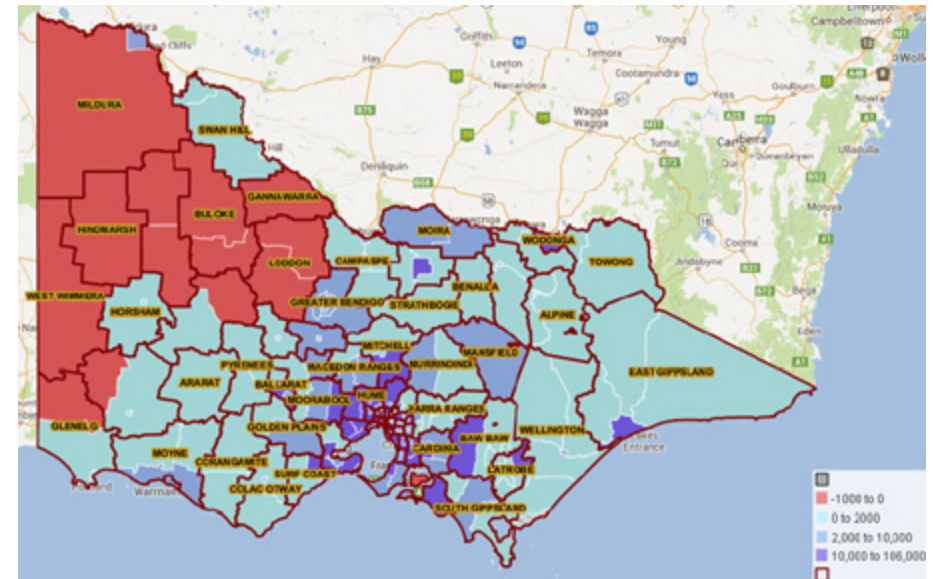 Griffith
Young
Campbelltown
Hay
Leeton
Temora
Narrandera
Cootamundra
Goulburn
Yass
Nowra
MILDURA
Wagga
Wagga
Canberra
Tumut
Queanbeyan
Ulladulla
SWAN HILL
Hill
Deniliquin
GANNAWARRA
BULOKE
Moruya
HINDMARSH
MOIRA
WODONGA
Cooma
LODDON
CAMPASPE
TOWONG
Jindabyne
Bega
WEST WIMMERA
HORSHAM
GREATER BENDIGO
STRATHBOGIE
BENALLA
ALPINE
Eden
MITCHELL
MANSFIELD
PYRENEES
MACEDON RANGES
MURRINDINDI
EAST GIPPSLAND
ARARAT
BALLARAT
MOORABOOL
HUME
YARRA RANGES
GLENELG
GOLDEN PLAINS
WELLINGTON
BAW BAW
CARDINIA
MOYNE
CORANGAMITE
LATROBE
Lakes
Entrance
SURF COAST
COLAC OTWAY
SOUTH GIPPSLAND
-1000 to 0
0 to 2000
2,000 to 10,000
10,000 to 106,000